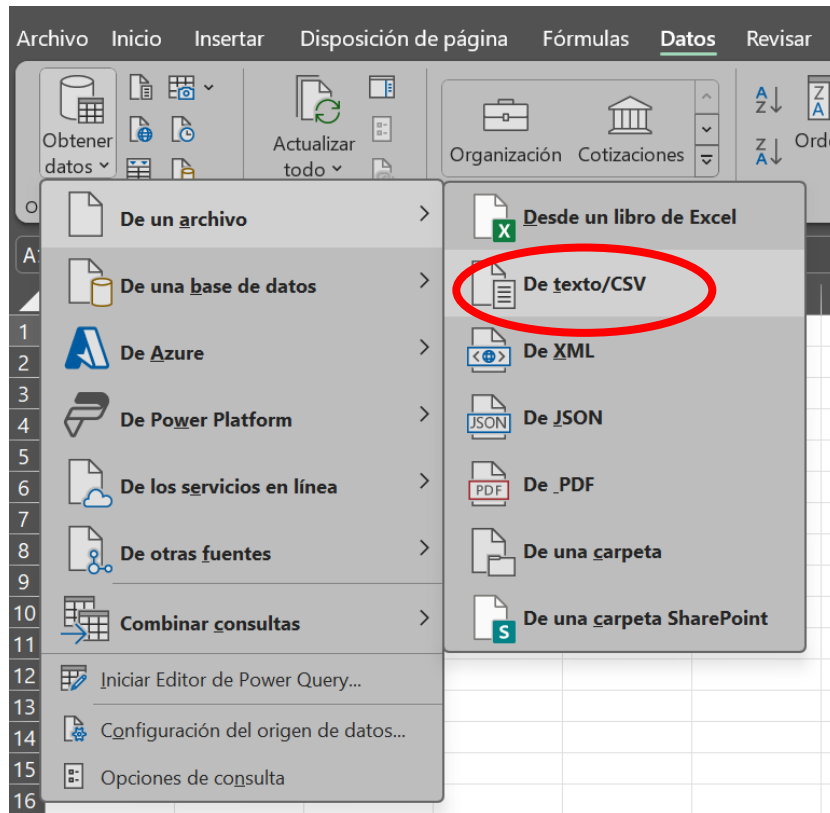 Archivo Inicio Insertar Disposición de página Fórmulas Datos Revisar
Obtener
datos
Actualizar
todo
Organización Cotizaciones
A
Z
Z
A
Z
A
De un archivo
De una base de datos
De Azure
De Power Platform
De los servicios en línea
De otras fuentes
Combinar consultas
Iniciar Editor de Power Query...
Configuración del origen de datos...
Opciones de consulta
X
Desde un libro de Excel
De texto/CSV
De XML
JSON
De JSON
PDF
De _PDF
De una carpeta
S
De una carpeta SharePoint
1
2
3
4
5
6
7
8
9
10
11
12
13
14
15
16